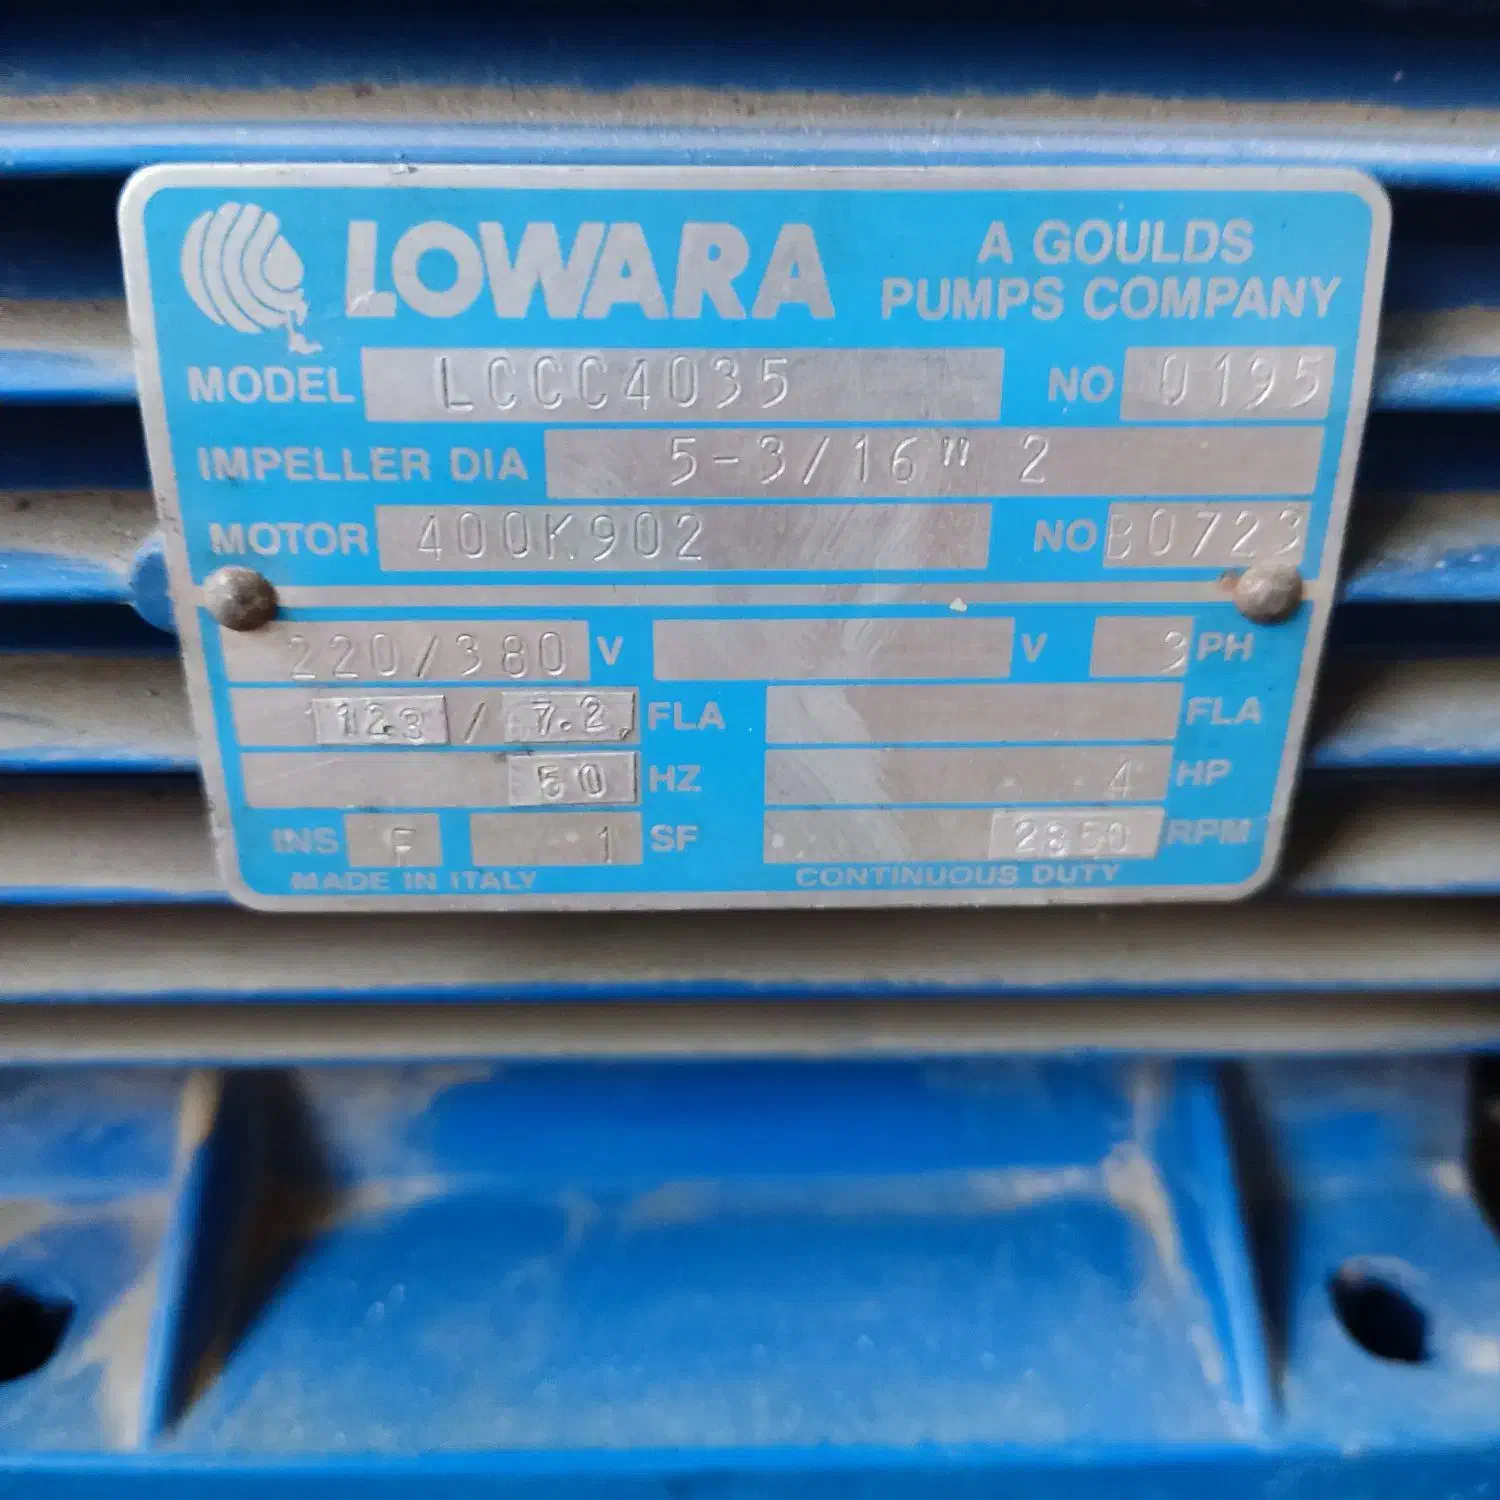 LOWARA
A GOULDS
PUMPS COMPANY
MODEL LCCC4035 NO 0195
IMPELLER DIA 5-3/16" 2
MOTOR 400K902 NO B0723
220/380 V V 3 PH
/ 7.2 FLA FLA
50 HZ 4 HP
INS F 1 SF 2850 RPM
MADE IN ITALY CONTINUOUS DUTY